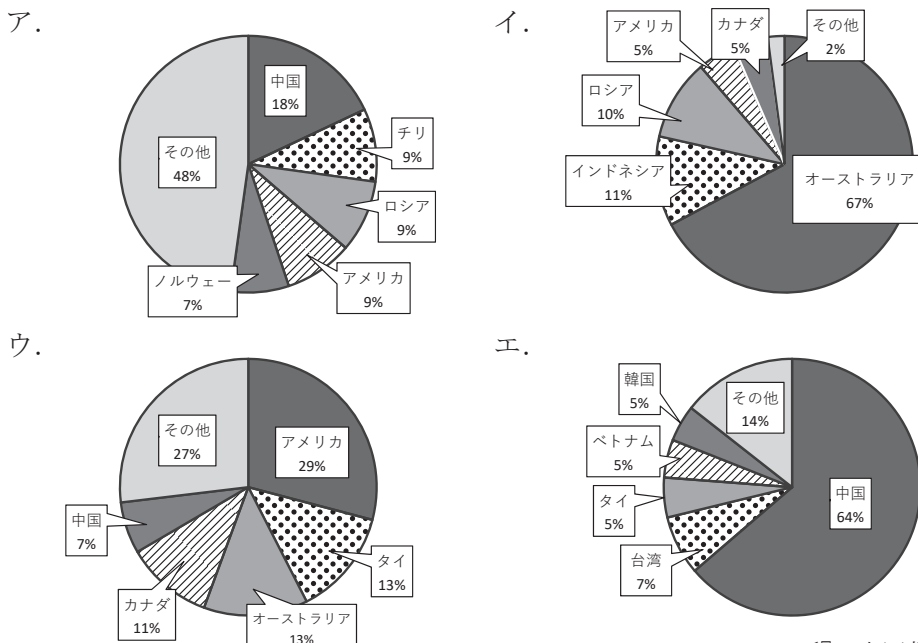 ア.
中国
18%
チリ
9%
ロシア
9%
アメリカ
9%
ノルウェー
7%
その他
48%
イ.
アメリカ
5%
カナダ
5%
その他
2%
ロシア
10%
インドネシア
11%
オーストラリア
67%
ウ.
その他
27%
アメリカ
29%
中国
7%
タイ
13%
カナダ
11%
オーストラリア
13%
エ.
韓国
5%
その他
14%
ベトナム
5%
タイ
5%
台湾
7%
中国
64%